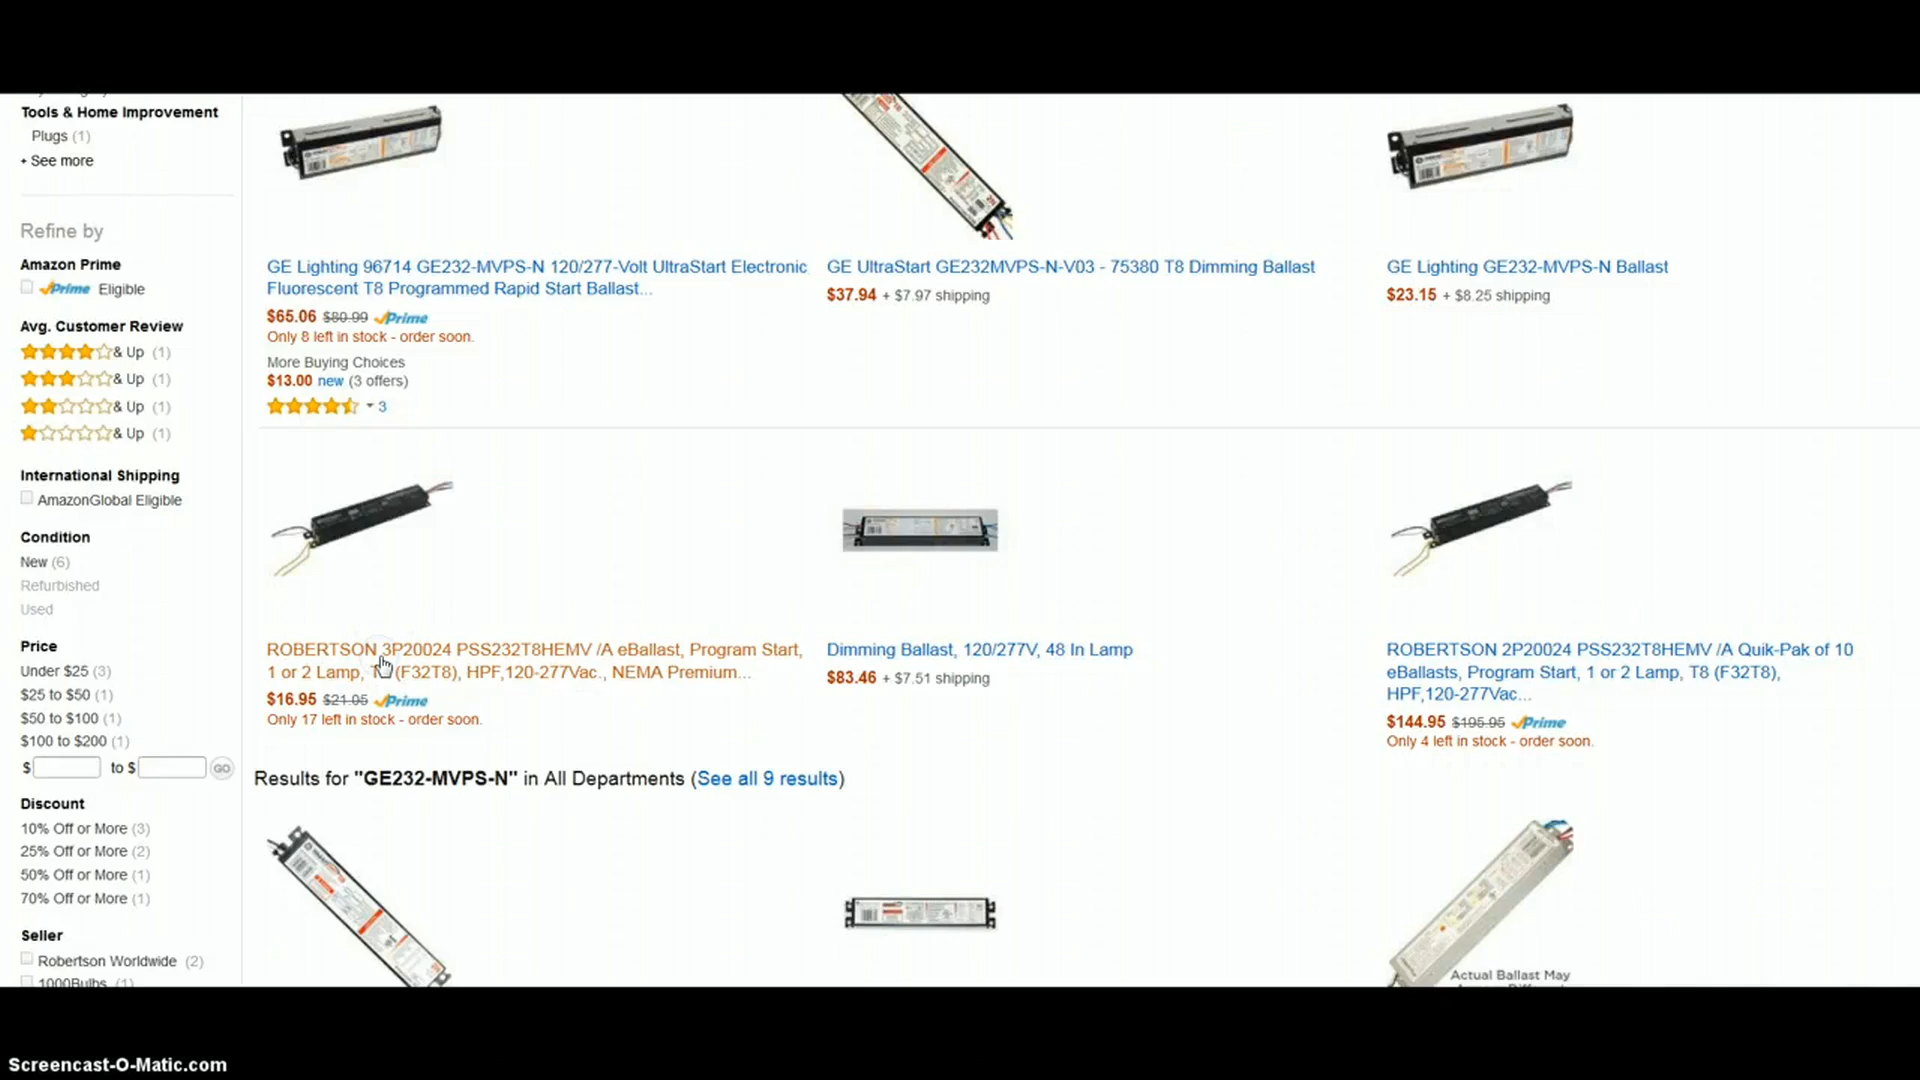 Tools & Home Improvement
Plugs (1)
+ See more
Refine by
Amazon Prime
Prime Eligible
Avg. Customer Review
& Up (1)
& Up (1)
& Up (1)
& Up (1)
International Shipping
AmazonGlobal Eligible
Condition
New (6)
Refurbished
Used
Price
Under $25 (3)
$25 to $50 (1)
$50 to $100 (1)
$100 to $200 (1)
$ to $ GO
Discount
10% Off or More (3)
25% Off or More (2)
50% Off or More (1)
70% Off or More (1)
Seller
Robertson Worldwide (2)
1000Bulbs (1)
GE Lighting 96714 GE232-MVPS-N 120/277-Volt UltraStart Electronic
Fluorescent T8 Programmed Rapid Start Ballast...
$65.06 $80.99 Prime
Only 8 left in stock - order soon.
More Buying Choices
$13.00 new (3 offers)
3
GE UltraStart GE232MVPS-N-V03 - 75380 T8 Dimming Ballast
$37.94 + $7.97 shipping
GE Lighting GE232-MVPS-N Ballast
$23.15 + $8.25 shipping
ROBERTSON 3P20024 PSS232T8HEMV /A eBallast, Program Start,
1 or 2 Lamp, (F32T8), HPF,120-277Vac., NEMA Premium...
$16.95 $21.05 Prime
Only 17 left in stock - order soon.
Dimming Ballast, 120/277V, 48 In Lamp
$83.46 + $7.51 shipping
ROBERTSON 2P20024 PSS232T8HEMV /A Quik-Pak of 10
eBallasts, Program Start, 1 or 2 Lamp, T8 (F32T8),
HPF,120-277Vac...
$144.95 $195.95 Prime
Only 4 left in stock - order soon.
Results for "GE232-MVPS-N" in All Departments (See all 9 results)
Actual Ballast May
Screencast-O-Matic.com